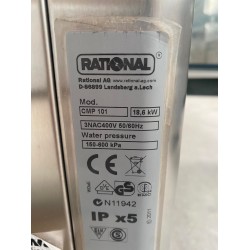 RATIONAL
Rational AG www.rational-ag.com
D-86899 Landsberg a.Lech
Mod.
CMP 101 18,6 kW
3NAC400V 50/60Hz
Water pressure
150-600 kPa
N11942
IP x5